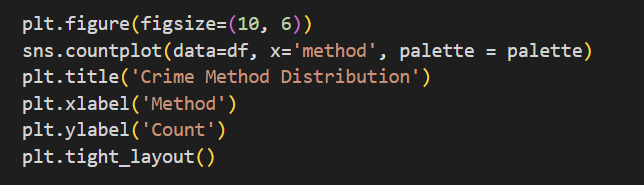 plt.figure(figsize=(10, 6))
sns.countplot(data=df, x='method', palette = palette)
plt.title('Crime Method Distribution')
plt.xlabel('Method')
plt.ylabel('Count')
plt.tight_layout()